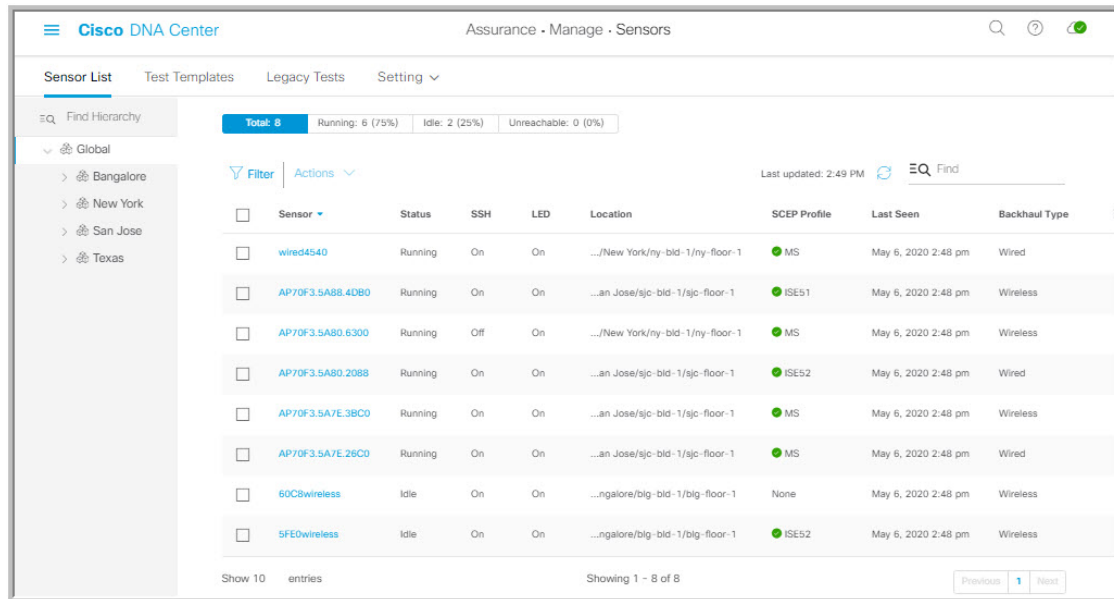 Cisco DNA Center Assurance · Manage · Sensors
Sensor List Test Templates Legacy Tests Setting
Find Hierarchy
Global
Bangalore
New York
San Jose
Texas
Total: 8 Running: 6 (75%) Idle: 2 (25%) Unreachable: 0 (0%)
Filter Actions Last updated: 2:49 PM Find
Sensor Status SSH LED Location SCEP Profile Last Seen Backhaul Type
wired4540 Running On On .../New York/ny-bld-1/ny-floor-1 MS May 6, 2020 2:48 pm Wired
AP70F3.5A88.4DB0 Running On On ...an Jose/sjc-bld-1/sjc-floor-1 ISE51 May 6, 2020 2:48 pm Wireless
AP70F3.5A80.6300 Running Off On .../New York/ny-bld-1/ny-floor-1 MS May 6, 2020 2:48 pm Wireless
AP70F3.5A80.2088 Running On On ...an Jose/sjc-bld-1/sjc-floor-1 ISE52 May 6, 2020 2:48 pm Wired
AP70F3.5A7E.3BC0 Running On On ...an Jose/sjc-bld-1/sjc-floor-1 MS May 6, 2020 2:48 pm Wireless
AP70F3.5A7E.26C0 Running On On ...an Jose/sjc-bld-1/sjc-floor-1 MS May 6, 2020 2:48 pm Wired
60C8wireless Idle On On ...ngalore/blg-bld-1/blg-floor-1 None May 6, 2020 2:48 pm Wireless
5FE0wireless Idle On On ...ngalore/blg-bld-1/blg-floor-1 ISE52 May 6, 2020 2:48 pm Wireless
Show 10 entries Showing 1 - 8 of 8 Previous 1 Next